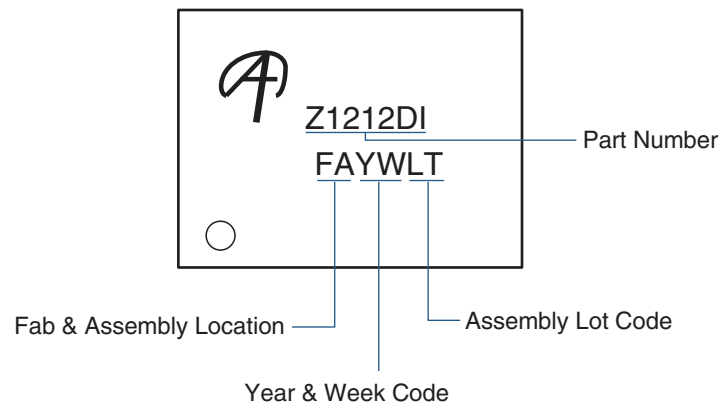 Z1212DI
Part Number
FAYWLT
Fab & Assembly Location
Assembly Lot Code
Year & Week Code